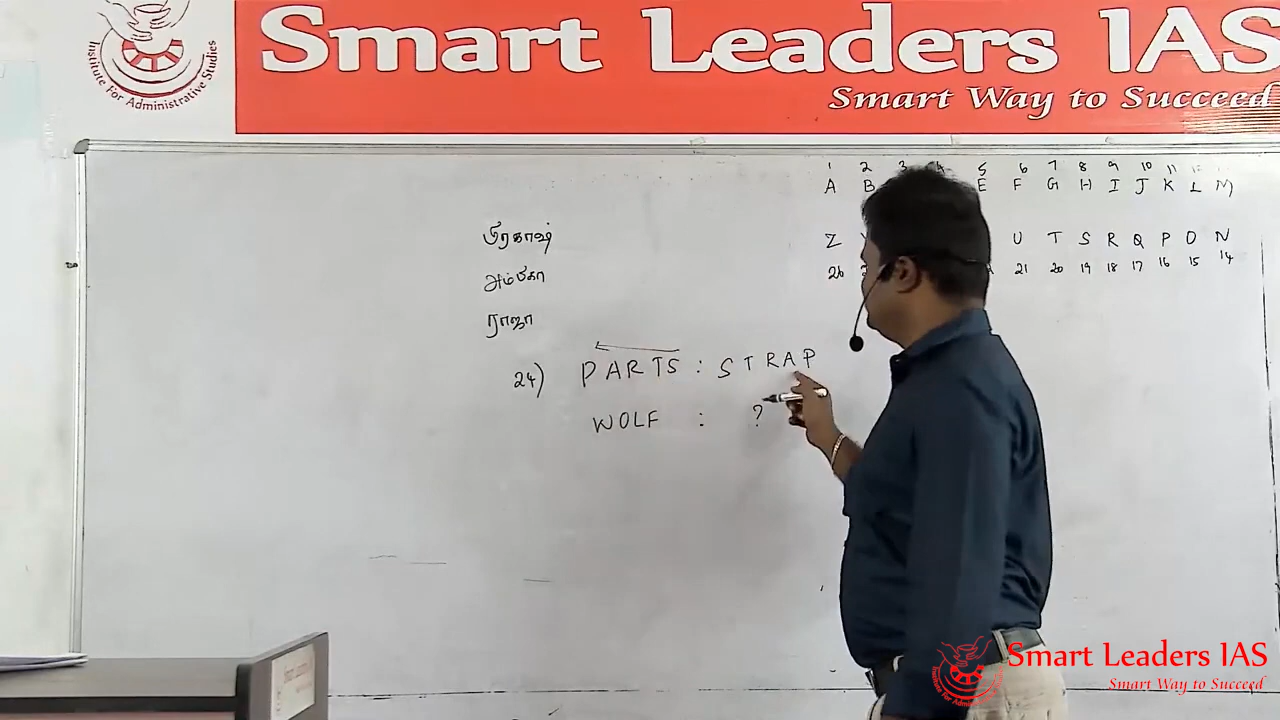 Smart Leaders IAS
Smart Way to Succeed
Institute For Administrative Studies
1 2 3 5 6 7 8 9 10 11
A B E F G H I J K L M
Z U T S R Q P O N
26 21 20 19 18 17 16 15 14
பிரகாஷ்
அம்பிகா
ராஜா
24) PARTS : STRAP
WOLF : ?
Smart Leaders IAS
Smart Way to Succeed